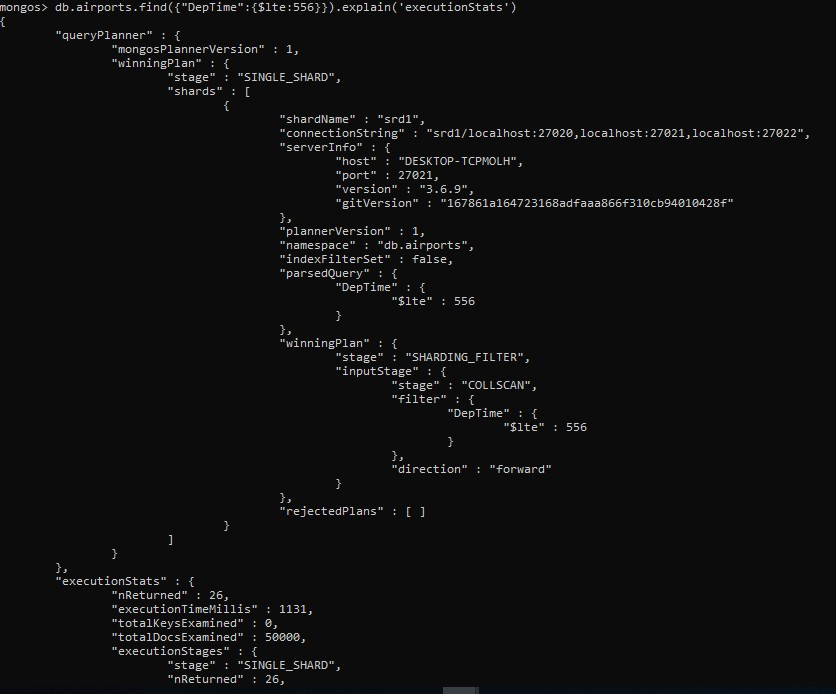 mongos> db.airports.find({"DepTime":{$lte:556}}).explain('executionStats')
{
"queryPlanner" : {
"mongosPlannerVersion" : 1,
"winningPlan" : {
"stage" : "SINGLE_SHARD",
"shards" : [
{
"shardName" : "srd1",
"connectionString" : "srd1/localhost:27020,localhost:27021,localhost:27022",
"serverInfo" : {
"host" : "DESKTOP-TCPMOLH",
"port" : 27021,
"version" : "3.6.9",
"gitVersion" : "167861a164723168adfaaa866f310cb94010428f"
},
"plannerVersion" : 1,
"namespace" : "db.airports",
"indexFilterSet" : false,
"parsedQuery" : {
"DepTime" : {
"$lte" : 556
}
},
"winningPlan" : {
"stage" : "SHARDING_FILTER",
"inputStage" : {
"stage" : "COLLSCAN",
"filter" : {
"DepTime" : {
"$lte" : 556
}
},
"direction" : "forward"
}
},
"rejectedPlans" : [ ]
}
]
}
},
"executionStats" : {
"nReturned" : 26,
"executionTimeMillis" : 1131,
"totalKeysExamined" : 0,
"totalDocsExamined" : 50000,
"executionStages" : {
"stage" : "SINGLE_SHARD",
"nReturned" : 26,